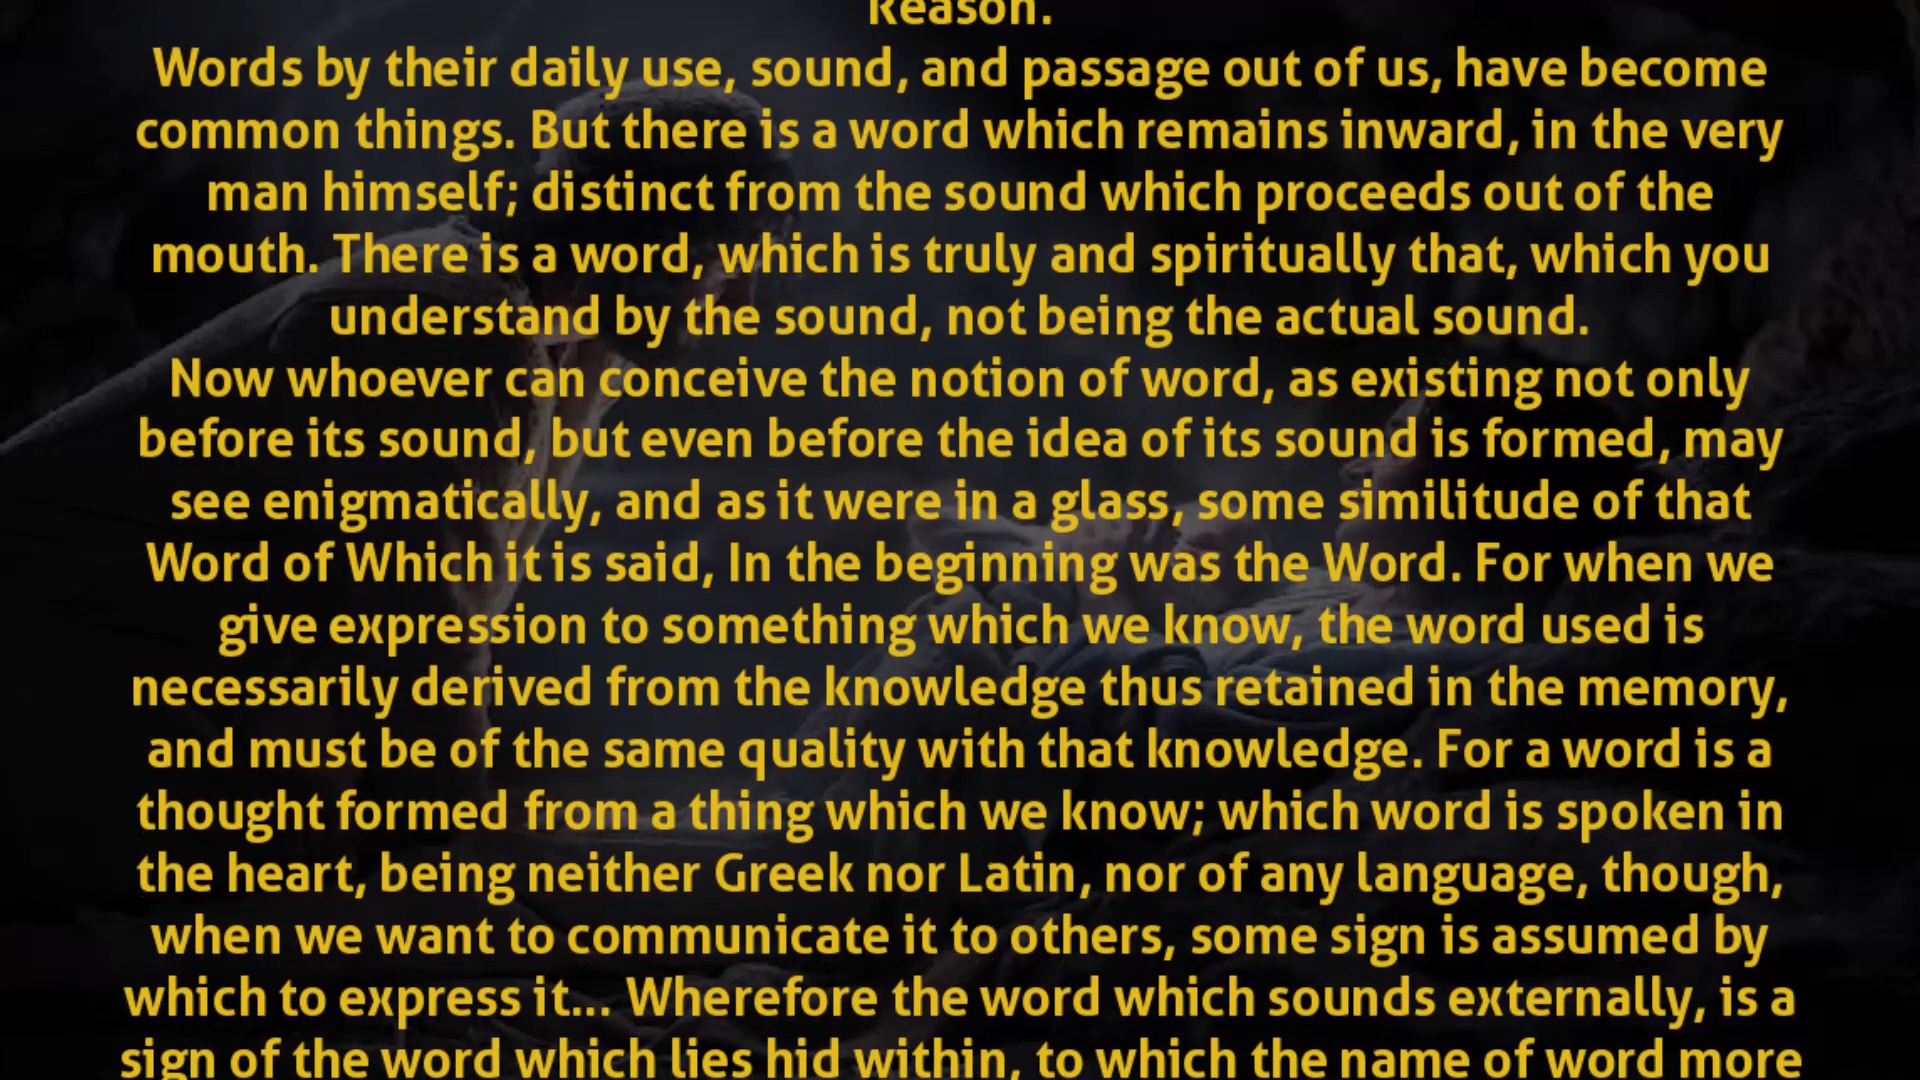 Reason.
Words by their daily use, sound, and passage out of us, have become
common things. But there is a word which remains inward, in the very
man himself; distinct from the sound which proceeds out of the
mouth. There is a word, which is truly and spiritually that, which you
understand by the sound, not being the actual sound.
Now whoever can conceive the notion of word, as existing not only
before its sound, but even before the idea of its sound is formed, may
see enigmatically, and as it were in a glass, some similitude of that
Word of Which it is said, In the beginning was the Word. For when we
give expression to something which we know, the word used is
necessarily derived from the knowledge thus retained in the memory,
and must be of the same quality with that knowledge. For a word is a
thought formed from a thing which we know; which word is spoken in
the heart, being neither Greek nor Latin, nor of any language, though,
when we want to communicate it to others, some sign is assumed by
which to express it... Wherefore the word which sounds externally, is a
sign of the word which lies hid within, to which the name of word more